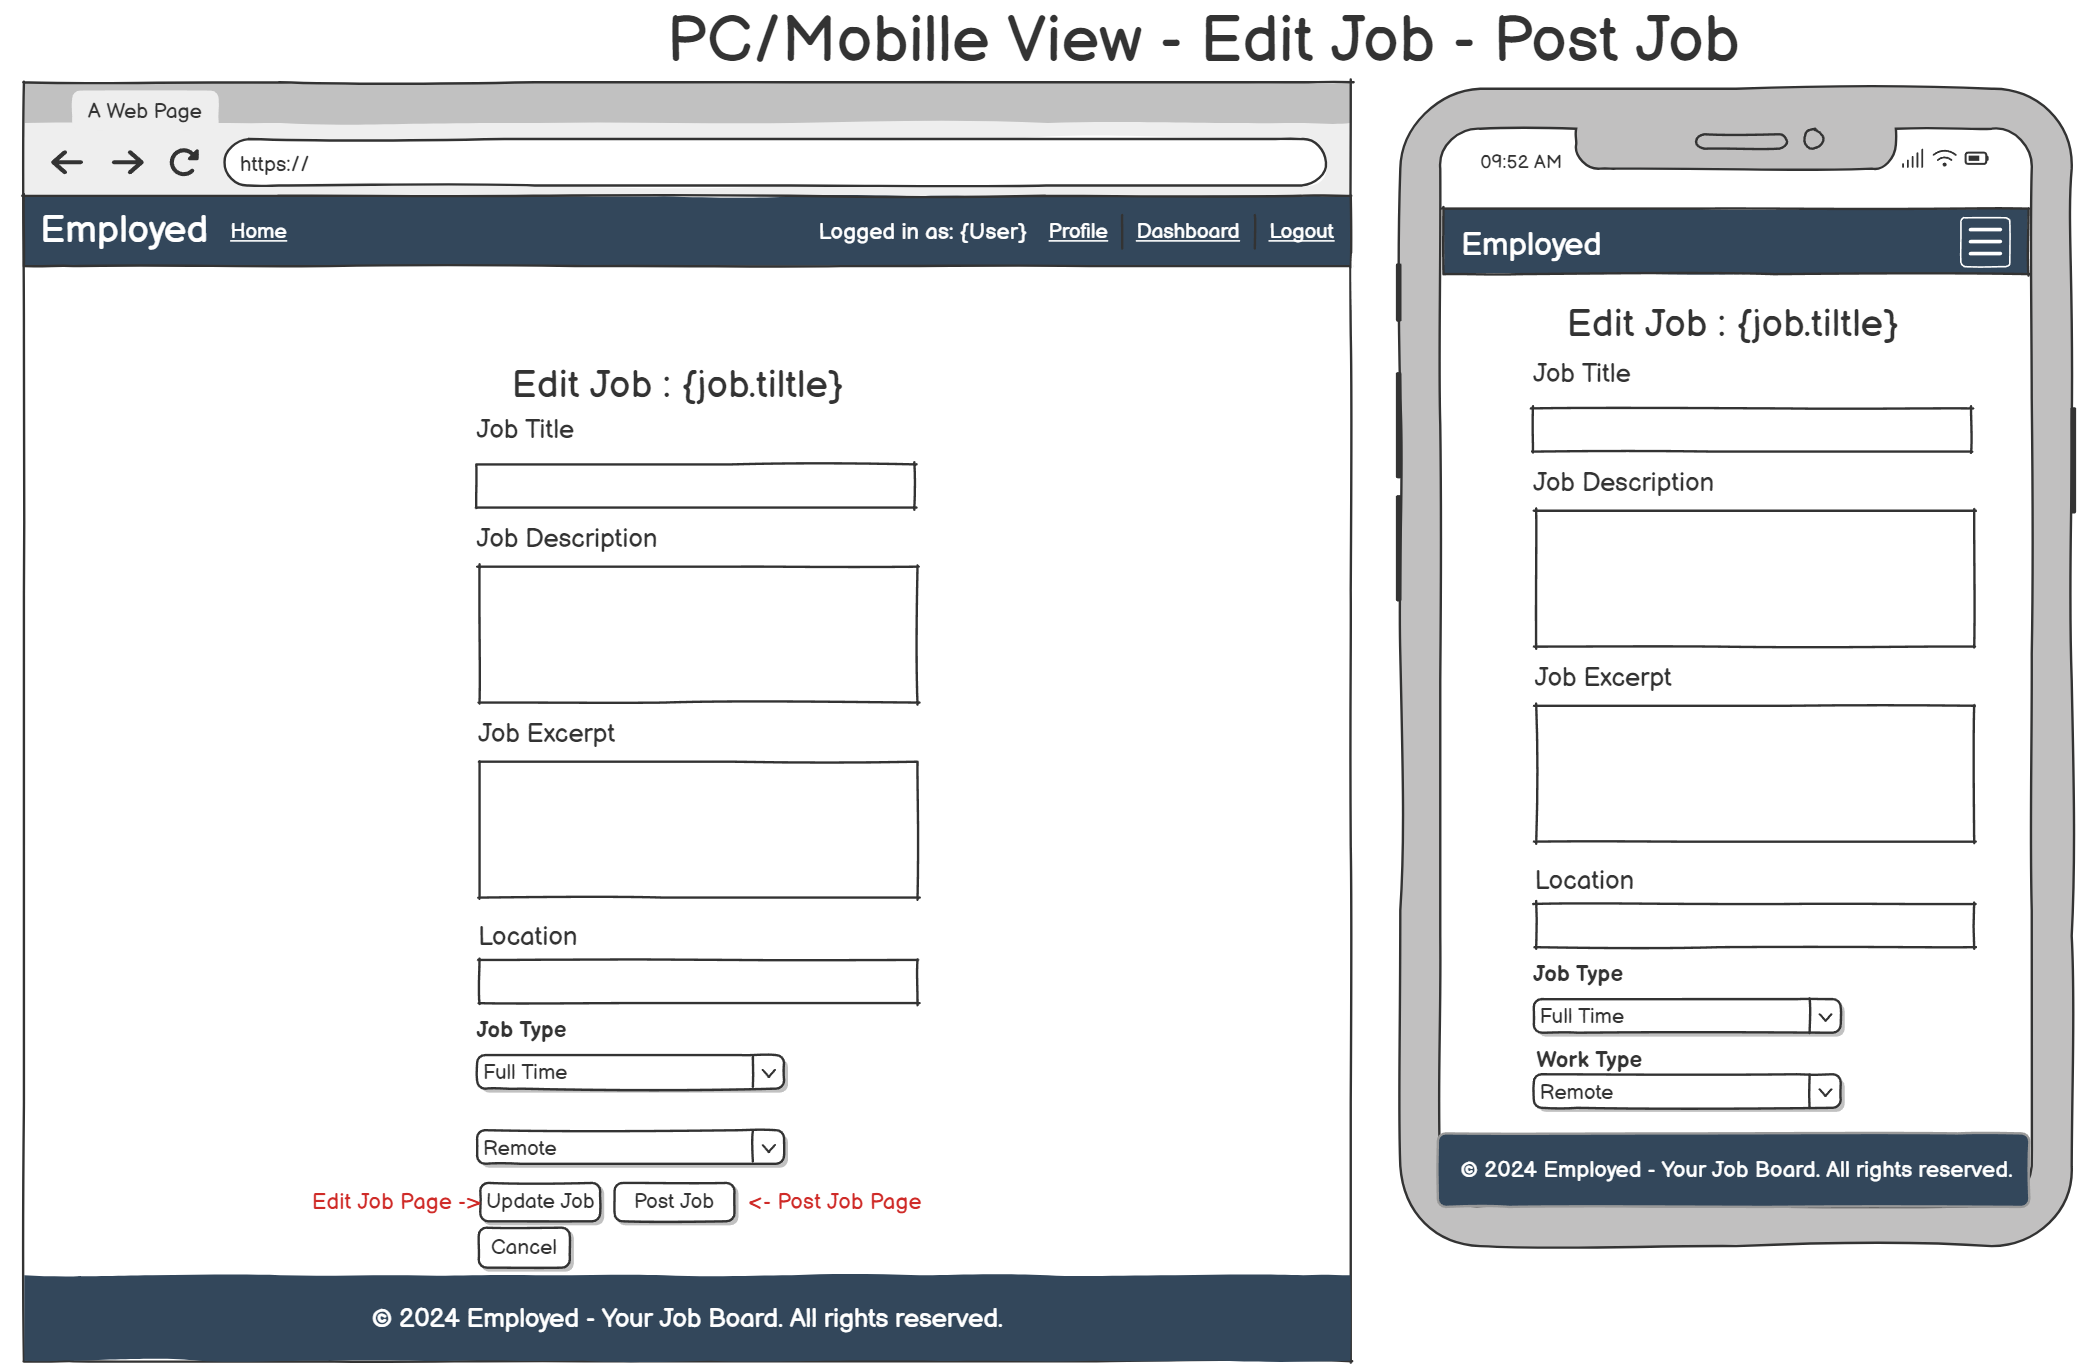 PC/Mobille View - Edit Job - Post Job
A Web Page
https://
Employed Home Logged in as: {User} Profile Dashboard Logout
Edit Job : {job.tiltle}
Job Title
Job Description
Job Excerpt
Location
Job Type
Full Time
Remote
Edit Job Page -> Update Job Post Job <- Post Job Page
Cancel
© 2024 Employed - Your Job Board. All rights reserved.
09:52 AM
Employed
Edit Job : {job.tiltle}
Job Title
Job Description
Job Excerpt
Location
Job Type
Full Time
Work Type
Remote
© 2024 Employed - Your Job Board. All rights reserved.